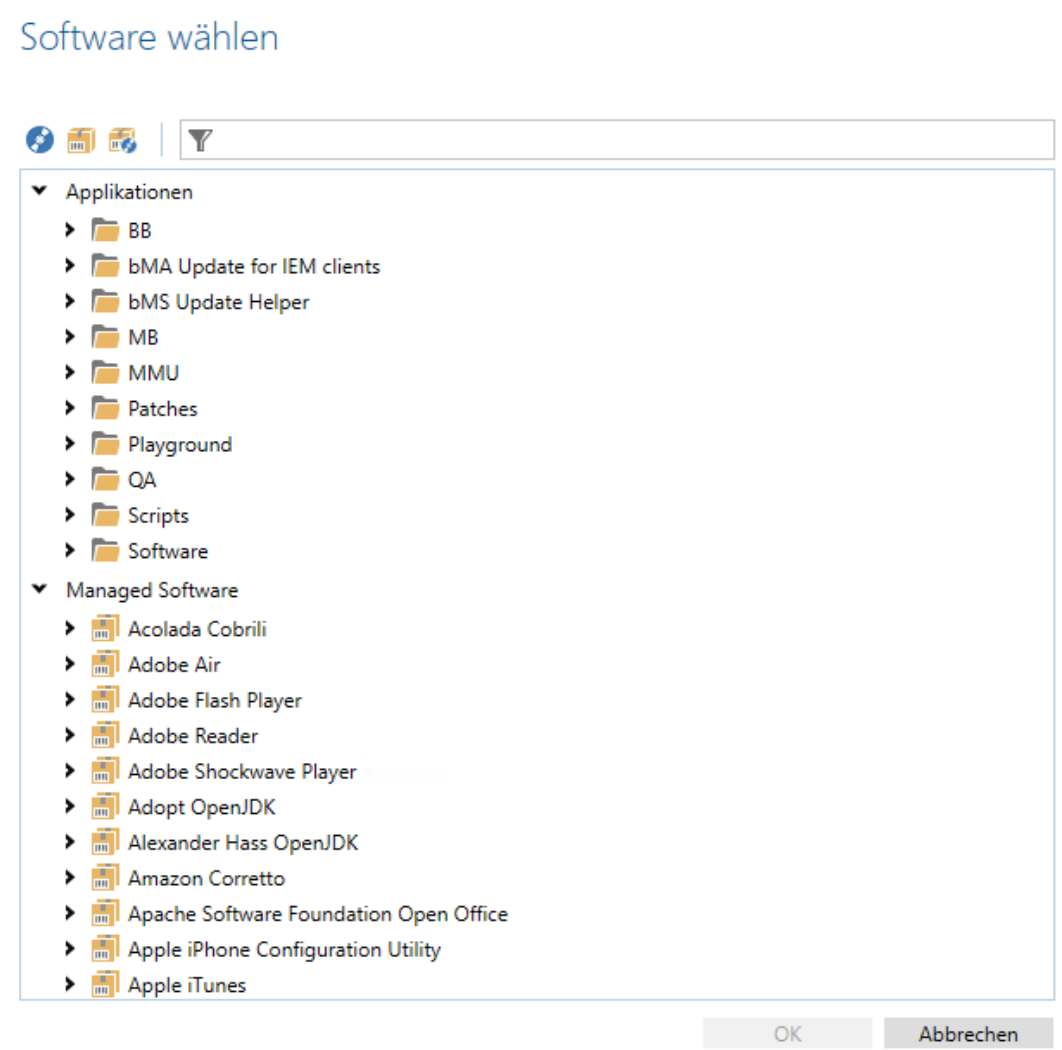 Software wählen
Applikationen
BB
bMA Update for IEM clients
bMS Update Helper
MB
MMU
Patches
Playground
QA
Scripts
Software
Managed Software
Acolada Cobrili
Adobe Air
Adobe Flash Player
Adobe Reader
Adobe Shockwave Player
Adopt OpenJDK
Alexander Hass OpenJDK
Amazon Corretto
Apache Software Foundation Open Office
Apple iPhone Configuration Utility
Apple iTunes
OK Abbrechen